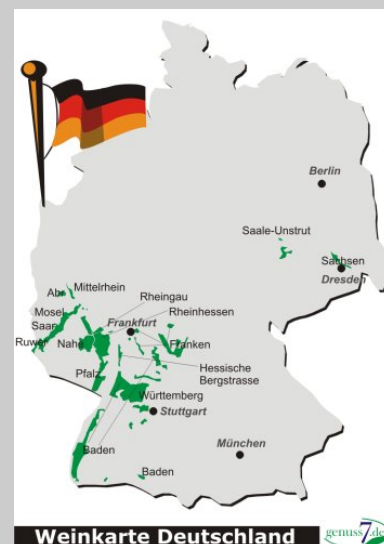 Berlin
Saale-Unstrut
Sachsen
Dresden
Ahr
Mittelrhein
Rheingau
Mosel
Saar
Ruwer
Rheinhessen
Frankfurt
Nahe
Franken
Pfalz
Hessische
Bergstrasse
Württemberg
Stuttgart
Baden
München
Baden
Weinkarte Deutschland
genuss7.de